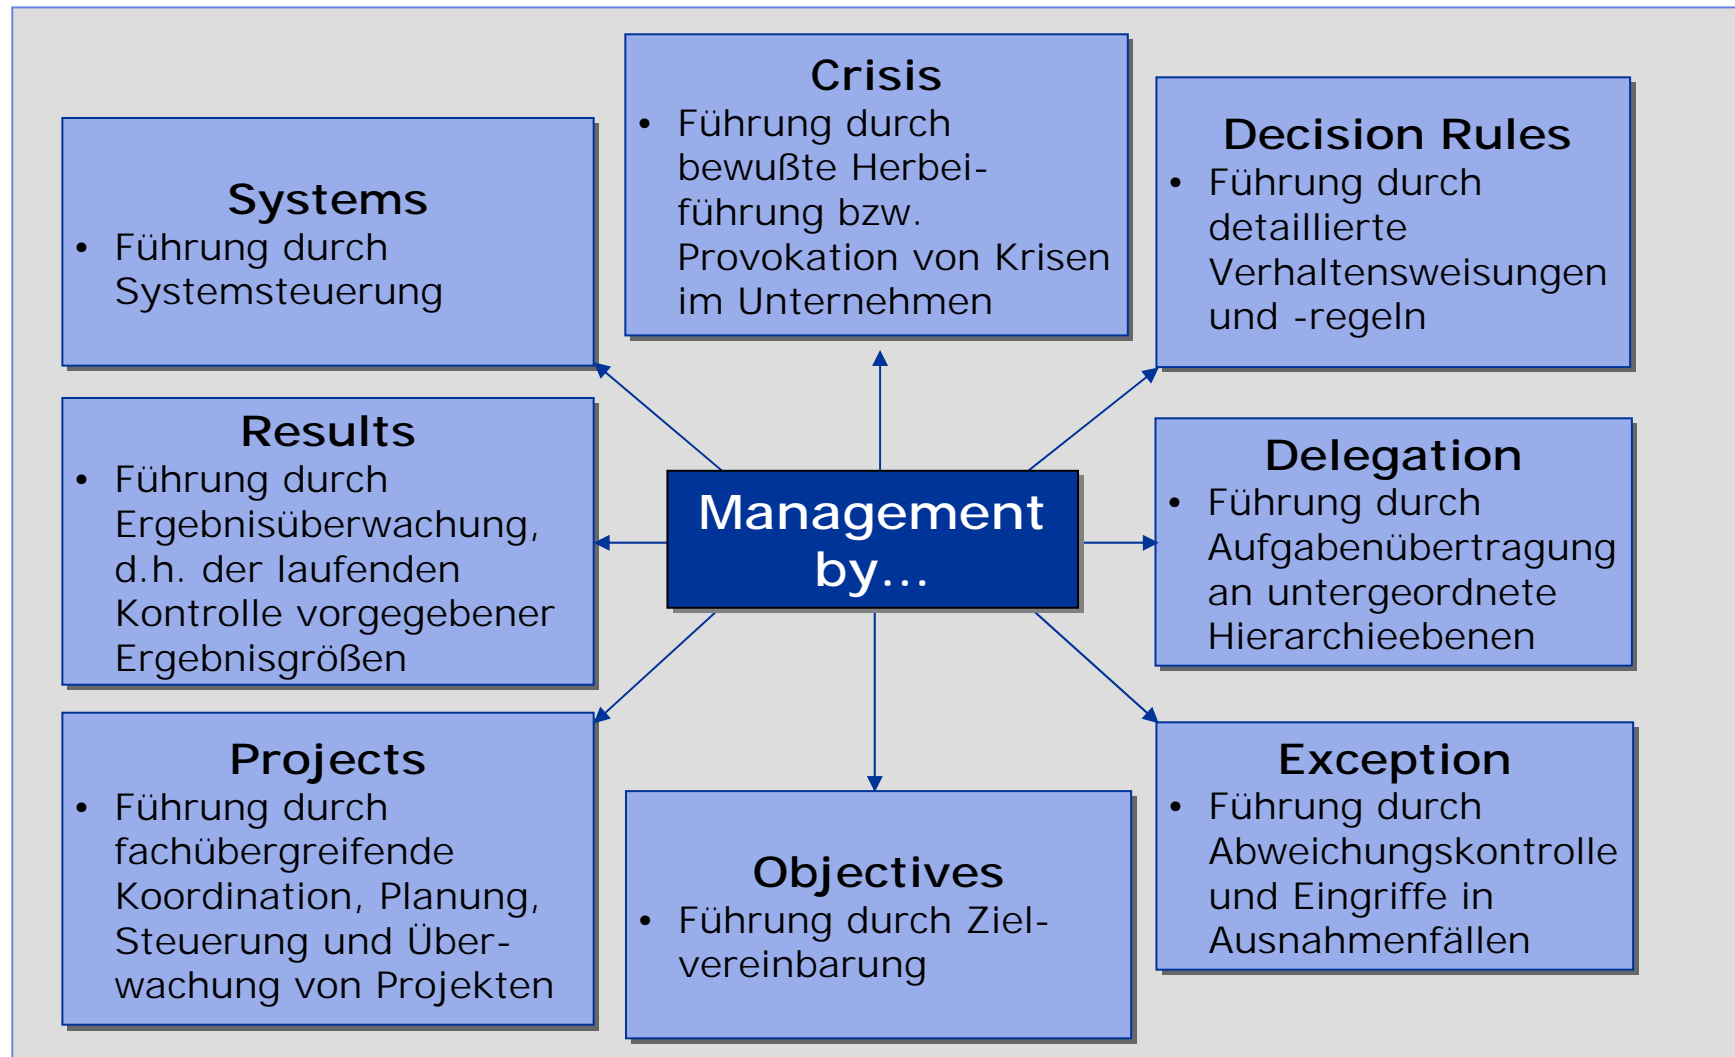 Crisis
• Führung durch
bewußte Herbei-
führung bzw.
Provokation von Krisen
im Unternehmen
Decision Rules
• Führung durch
detaillierte
Verhaltensweisungen
und -regeln
Systems
• Führung durch
Systemsteuerung
Results
• Führung durch
Ergebnisüberwachung,
d.h. der laufenden
Kontrolle vorgegebener
Ergebnisgrößen
Management
by...
Delegation
• Führung durch
Aufgabenübertragung
an untergeordnete
Hierarchieebenen
Projects
• Führung durch
fachübergreifende
Koordination, Planung,
Steuerung und Über-
wachung von Projekten
Objectives
• Führung durch Ziel-
vereinbarung
Exception
• Führung durch
Abweichungskontrolle
und Eingriffe in
Ausnahmenfällen